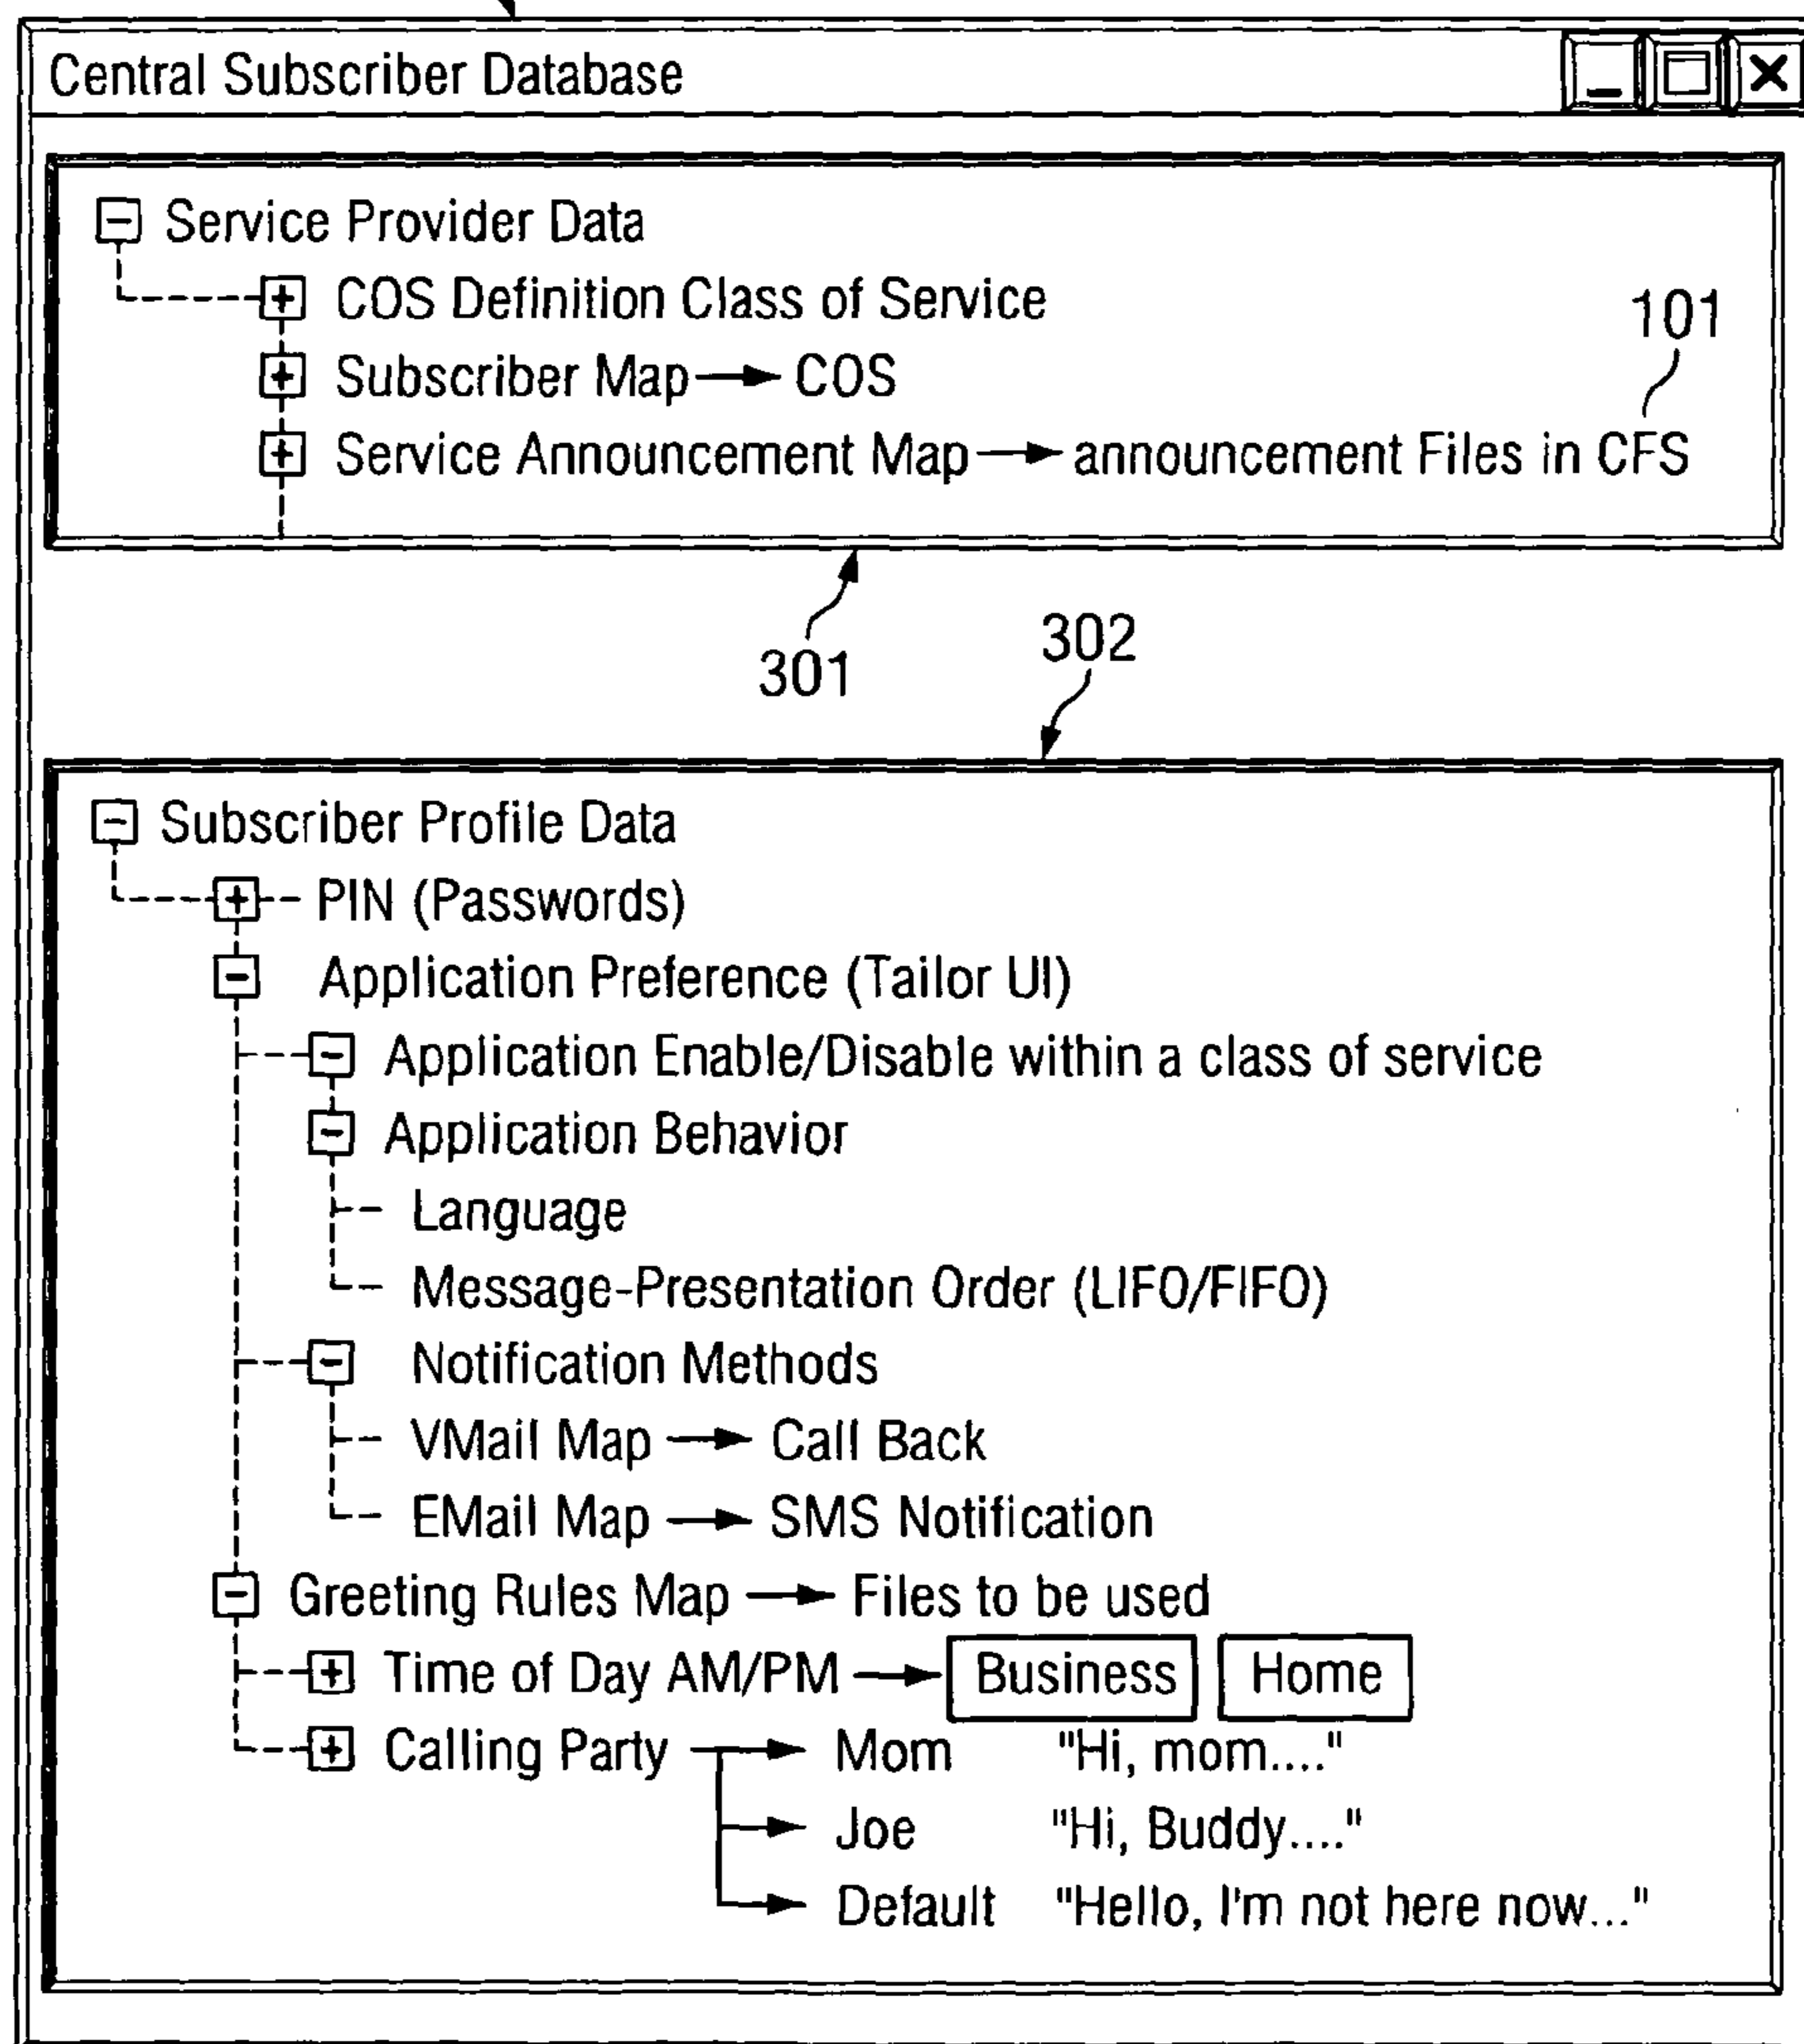 Central Subscriber Database
Service Provider Data
COS Definition Class of Service
101
Subscriber Map → COS
Service Announcement Map → announcement Files in CFS
301
302
Subscriber Profile Data
PIN (Passwords)
Application Preference (Tailor UI)
Application Enable/Disable within a class of service
Application Behavior
Language
Message-Presentation Order (LIFO/FIFO)
Notification Methods
VMail Map → Call Back
EMail Map → SMS Notification
Greeting Rules Map → Files to be used
Time of Day AM/PM → Business Home
Calling Party → Mom "Hi, mom...."
Joe "Hi, Buddy...."
Default "Hello, I'm not here now..."